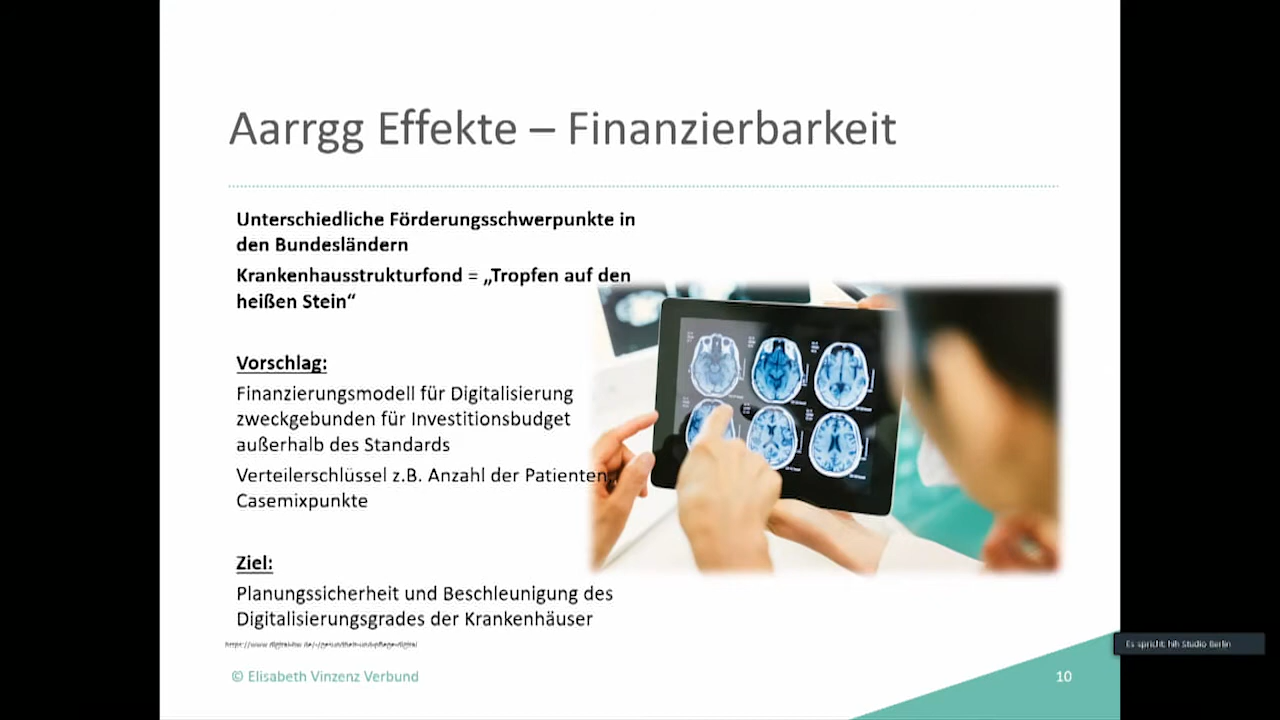 Aarrgg Effekte – Finanzierbarkeit
Unterschiedliche Förderungsschwerpunkte in
den Bundesländern
Krankenhausstrukturfond = „Tropfen auf den
heißen Stein“
Vorschlag:
Finanzierungsmodell für Digitalisierung
zweckgebunden für Investitionsbudget
außerhalb des Standards
Verteilerschlüssel z.B. Anzahl der Patienten,
Casemixpunkte
Ziel:
Planungssicherheit und Beschleunigung des
Digitalisierungsgrades der Krankenhäuser
© Elisabeth Vinzenz Verbund
10
Es spricht: hih Studio Berlin